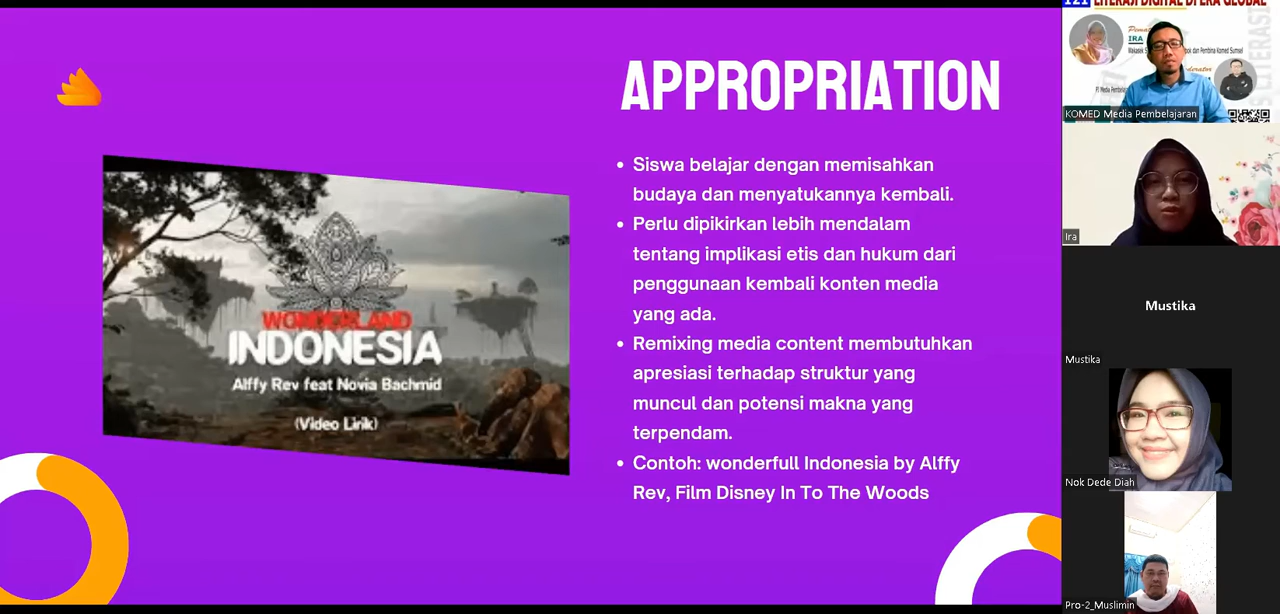 APPROPRIATION
Siswa belajar dengan memisahkan
budaya dan menyatukannya kembali.
Perlu dipikirkan lebih mendalam
tentang implikasi etis dan hukum dari
penggunaan kembali konten media
yang ada.
Remixing media content membutuhkan
apresiasi terhadap struktur yang
muncul dan potensi makna yang
terpendam.
Contoh: wonderfull Indonesia by Alffy
Rev, Film Disney In To The Woods
WONDERLAND
INDONESIA
Alffy Rev feat Novia Bachmid
(Video Lirik)
121 LITERASI DIGITAL DI ERA GLOBAL
IRA
KOMED Media Pembelajaran
Ira
Mustika
Mustika
Nok Dede Diah
Pro-2_Muslimin